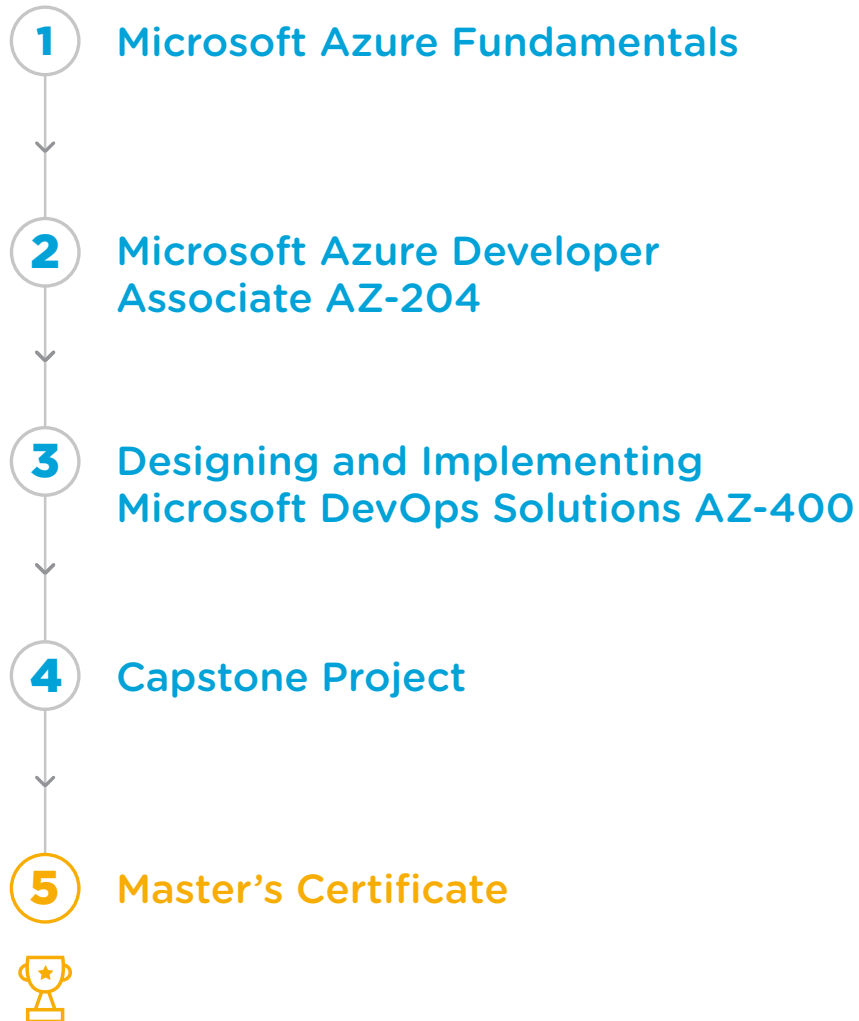 1
Microsoft Azure Fundamentals
2
Microsoft Azure Developer
Associate AZ-204
3
Designing and Implementing
Microsoft DevOps Solutions AZ-400
4
Capstone Project
5
Master’s Certificate